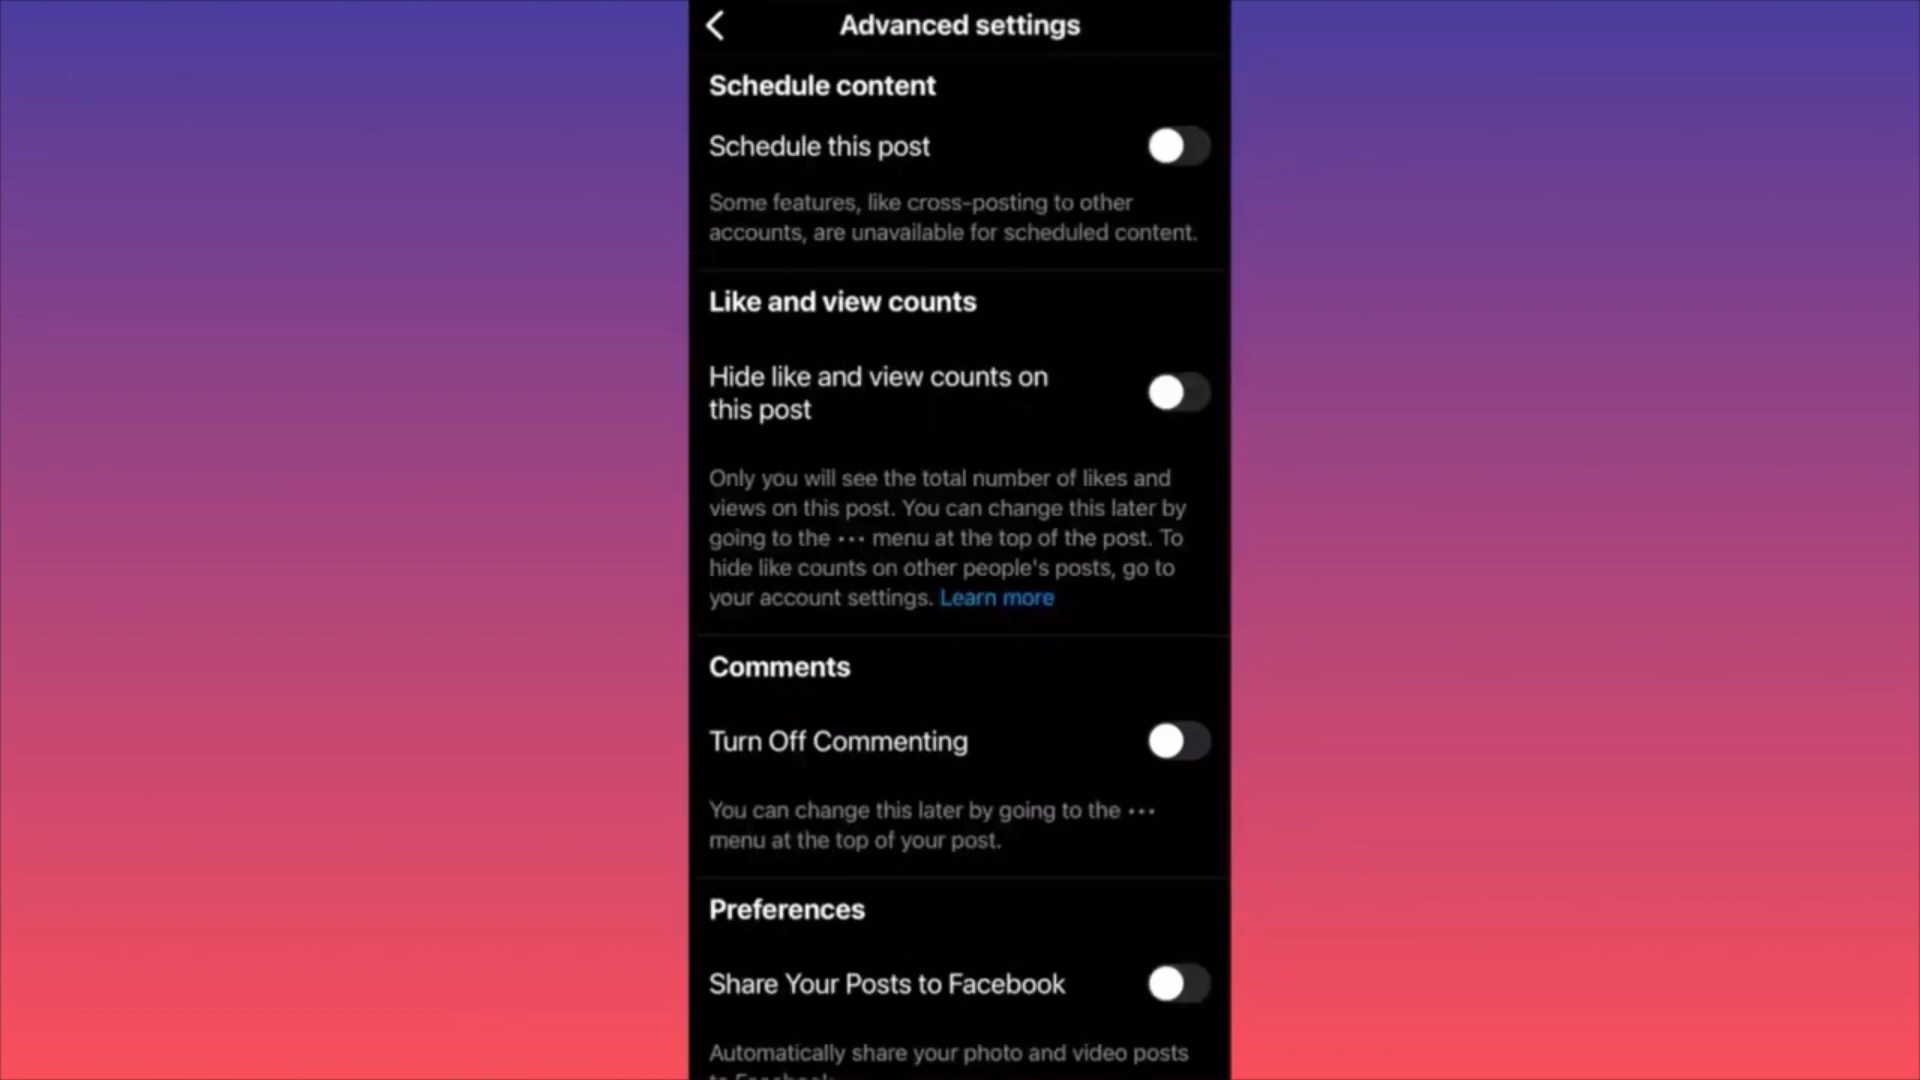 Advanced settings
Schedule content
Schedule this post
Some features, like cross-posting to other
accounts, are unavailable for scheduled content.
Like and view counts
Hide like and view counts on
this post
Only you will see the total number of likes and
views on this post. You can change this later by
going to the ••• menu at the top of the post. To
hide like counts on other people's posts, go to
your account settings. Learn more
Comments
Turn Off Commenting
You can change this later by going to the •••
menu at the top of your post.
Preferences
Share Your Posts to Facebook
Automatically share your photo and video posts